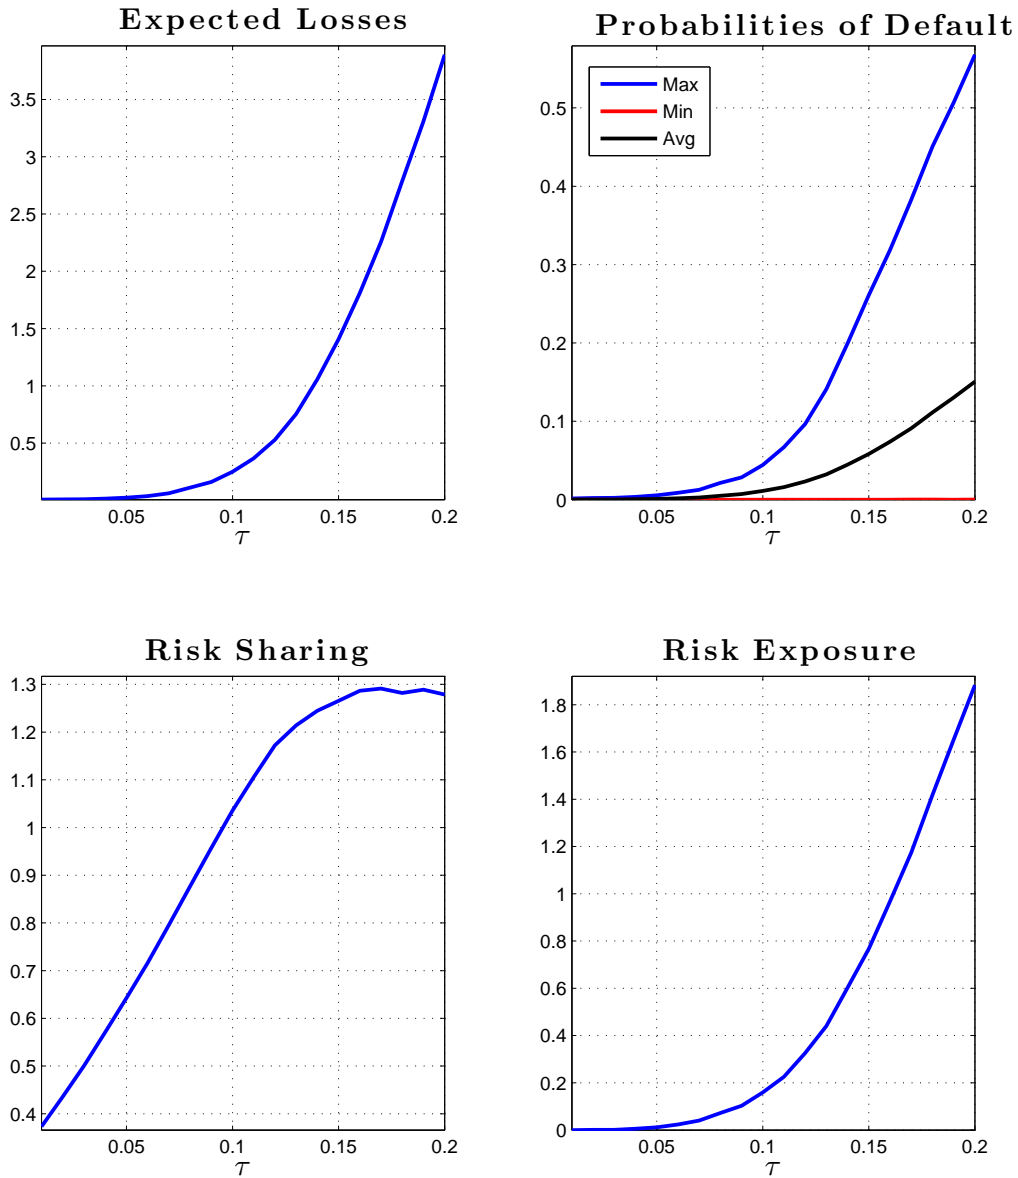 Expected Losses
3.5
3
2.5
2
1.5
1
0.5
0.05 0.1 0.15 0.2
τ
Probabilities of Default
Max
Min
Avg
0.5
0.4
0.3
0.2
0.1
0
0.05 0.1 0.15 0.2
τ
Risk Sharing
1.3
1.2
1.1
1
0.9
0.8
0.7
0.6
0.5
0.4
0.05 0.1 0.15 0.2
τ
Risk Exposure
1.8
1.6
1.4
1.2
1
0.8
0.6
0.4
0.2
0
0.05 0.1 0.15 0.2
τ